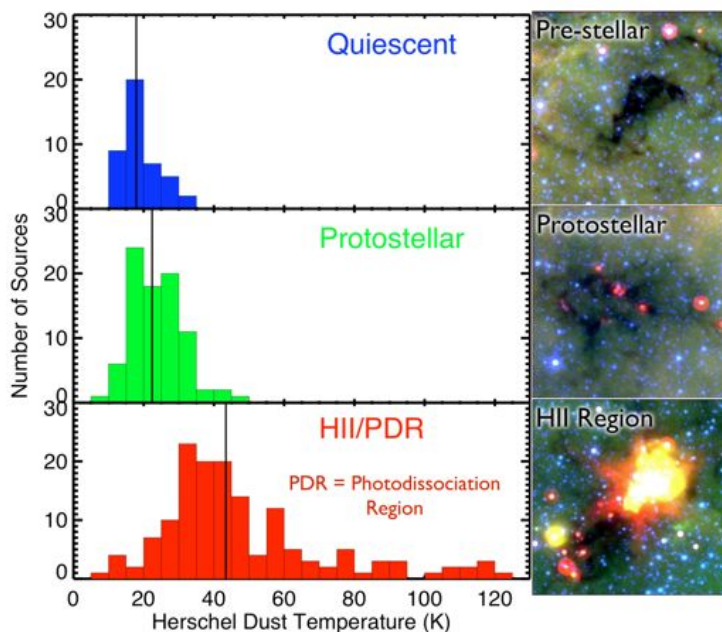 Number of Sources
30
20
10
0
Quiescent
Pre-stellar
30
20
10
0
Protostellar
Protostellar
30
20
10
0
HII/PDR
PDR = Photodissociation
Region
HII Region
0 20 40 60 80 100 120
Herschel Dust Temperature (K)